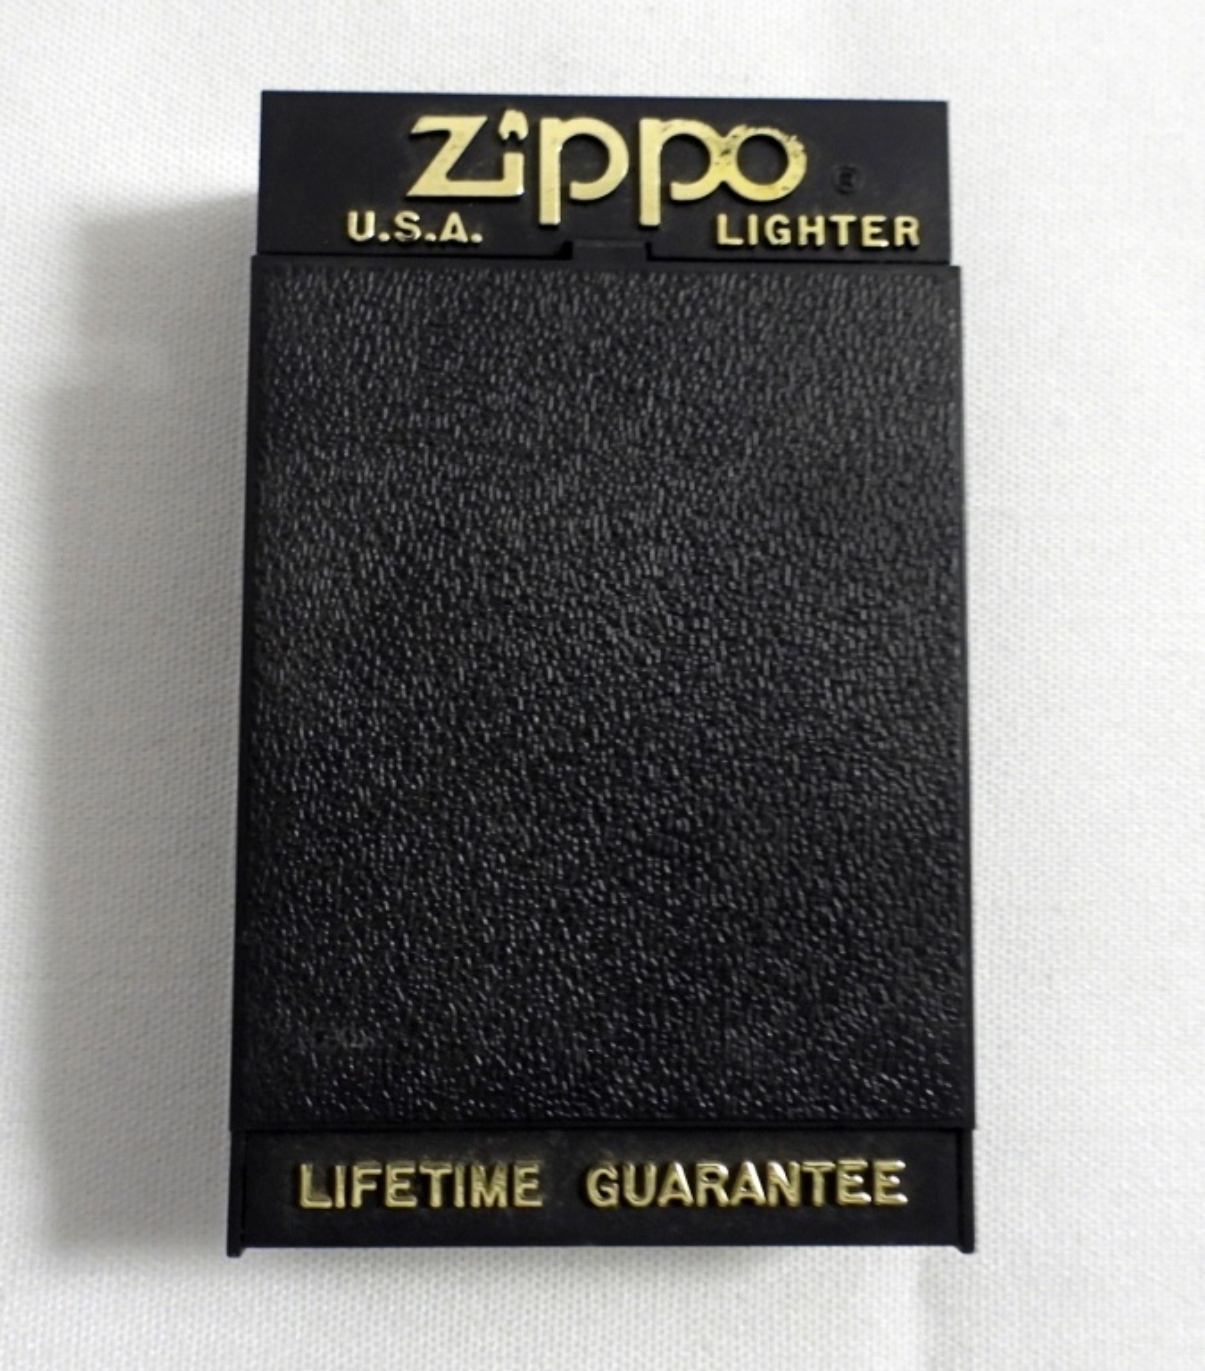 Zippo ®
U.S.A. LIGHTER
LIFETIME GUARANTEE